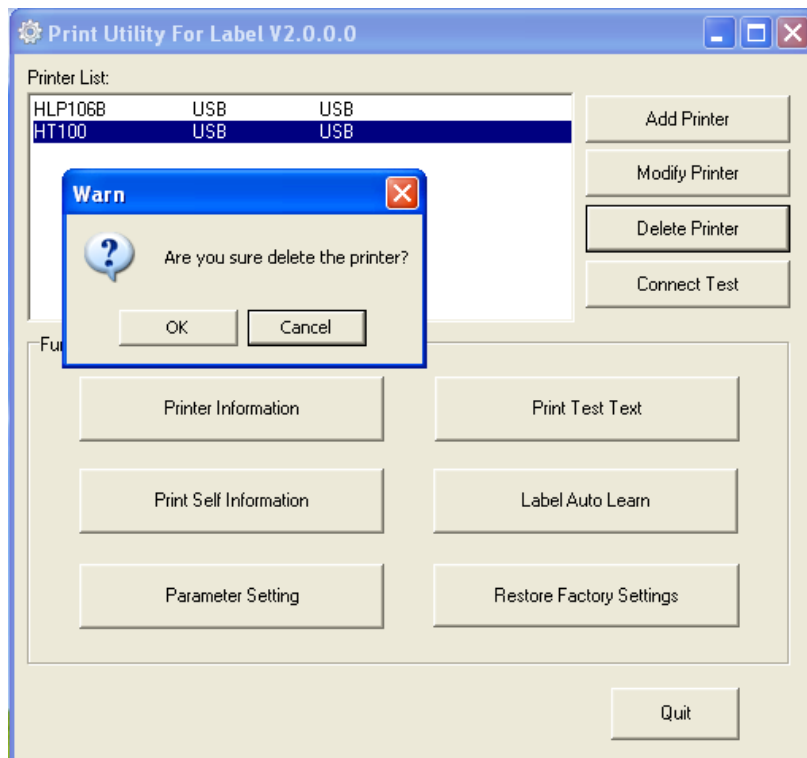 Print Utility For Label V2.0.0.0
Printer List:
HLP106B USB USB
HT100 USB USB
Add Printer
Modify Printer
Delete Printer
Connect Test
Warn
Are you sure delete the printer?
OK Cancel
Printer Information Print Test Text
Print Self Information Label Auto Learn
Parameter Setting Restore Factory Settings
Quit